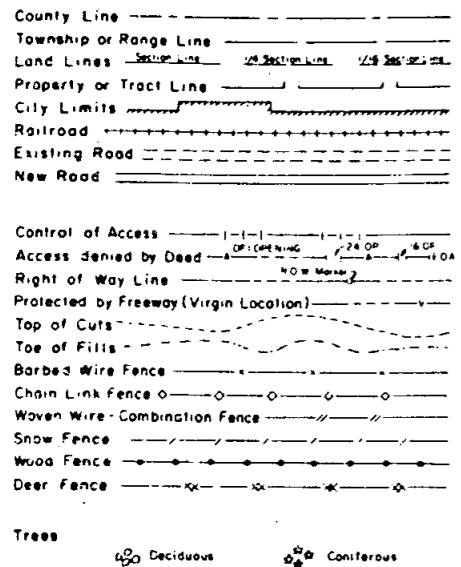 County Line
Township or Range Line
Land Lines Section Line 1/4 Section Line 1/16 Section Line
Property or Tract Line
City Limits
Railroad
Existing Road
New Road
Control of Access
Access denied by Deed A OF: OPENING 24 OP A 6 OP
Right of Way Line R.O.W. Marker
Protected by Freeway (Virgin Location)
Top of Cuts
Toe of Fills
Barbed Wire Fence
Chain Link Fence
Woven Wire - Combination Fence
Snow Fence
Wood Fence
Deer Fence
Trees
Deciduous Coniferous